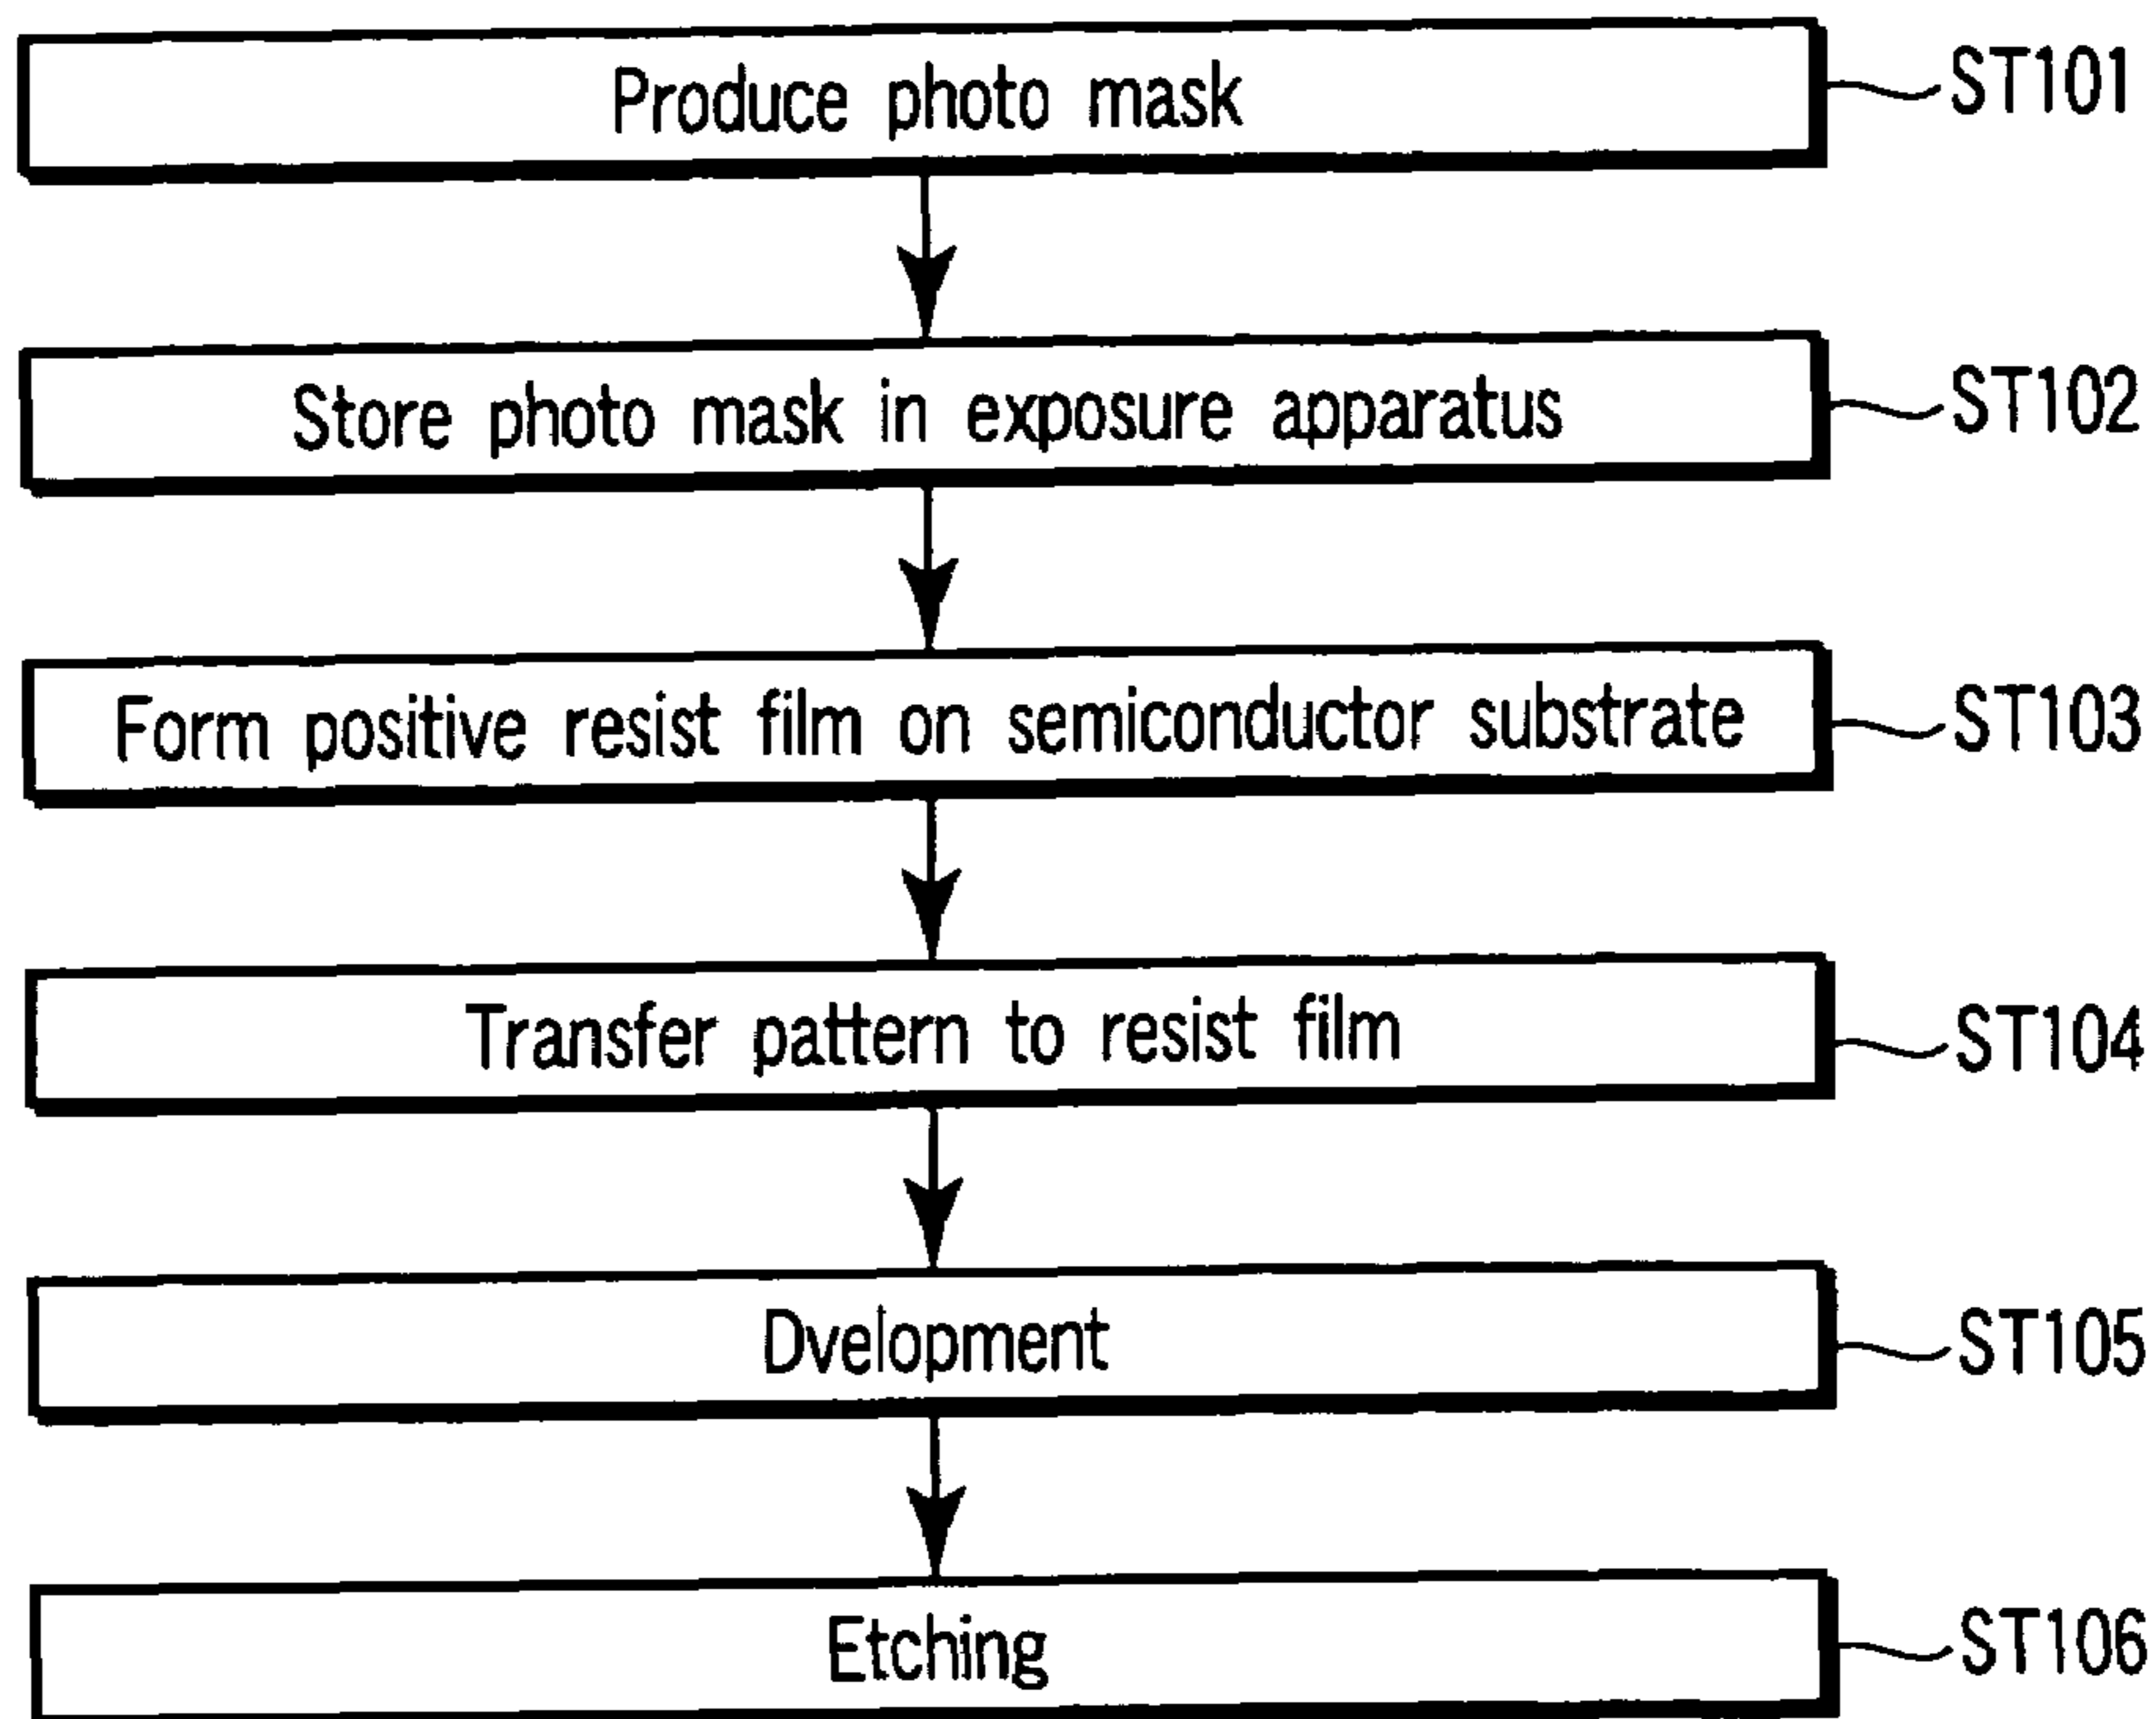 Produce photo mask ST101
Store photo mask in exposure apparatus ST102
Form positive resist film on semiconductor substrate ST103
Transfer pattern to resist film ST104
Dvelopment ST105
Etching ST106